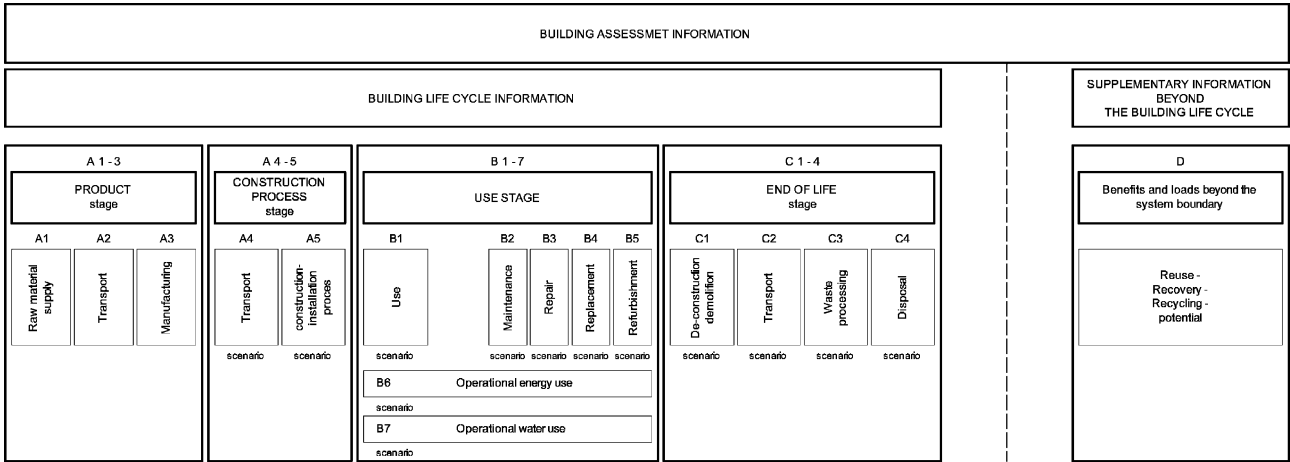 BUILDING ASSESSMET INFORMATION
BUILDING LIFE CYCLE INFORMATION
SUPPLEMENTARY INFORMATION
BEYOND
THE BUILDING LIFE CYCLE
A 1 - 3
PRODUCT
stage
A1
A2
A3
Raw material
supply
Transport
Manufacturing
A 4 - 5
CONSTRUCTION
PROCESS
stage
A4
A5
Transport
construction-
installation
proces
scenario
scenario
B 1 - 7
USE STAGE
B1
B2
B3
B4
B5
Use
Maintenance
Repair
Replacement
Refurbishment
scenario
scenario
scenario
scenario
scenario
B6
Operational energy use
scenario
B7
Operational water use
scenario
C 1 - 4
END OF LIFE
stage
C1
C2
C3
C4
De-construction
demolition
Transport
Waste
processing
Disposal
scenario
scenario
scenario
scenario
D
Benefits and loads beyond the
system boundary
Reuse -
Recovery -
Recycling -
potential